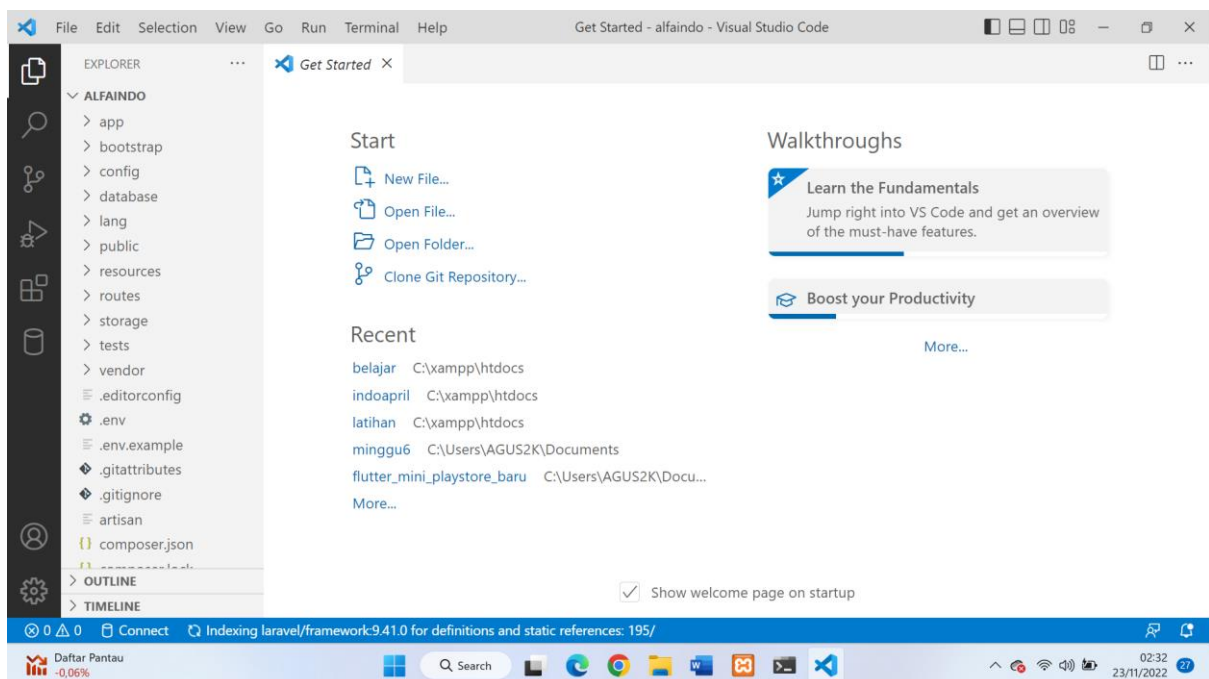 File Edit Selection View Go Run Terminal Help
Get Started - alfaindo - Visual Studio Code
EXPLORER
ALFAINDO
app
bootstrap
config
database
lang
public
resources
routes
storage
tests
vendor
.editorconfig
.env
.env.example
.gitattributes
.gitignore
artisan
composer.json
composer.lock
OUTLINE
TIMELINE
Get Started
Start
New File...
Open File...
Open Folder...
Clone Git Repository...
Recent
belajar C:\xampp\htdocs
indoapril C:\xampp\htdocs
latihan C:\xampp\htdocs
minggu6 C:\Users\AGUS2K\Documents
flutter_mini_playstore_baru C:\Users\AGUS2K\Docu...
More...
Walkthroughs
Learn the Fundamentals
Jump right into VS Code and get an overview
of the must-have features.
Boost your Productivity
More...
Show welcome page on startup
0 0 Connect Indexing laravel/framework:9.41.0 for definitions and static references: 195/
Daftar Pantau
-0,06%
Search
02:32
23/11/2022
27